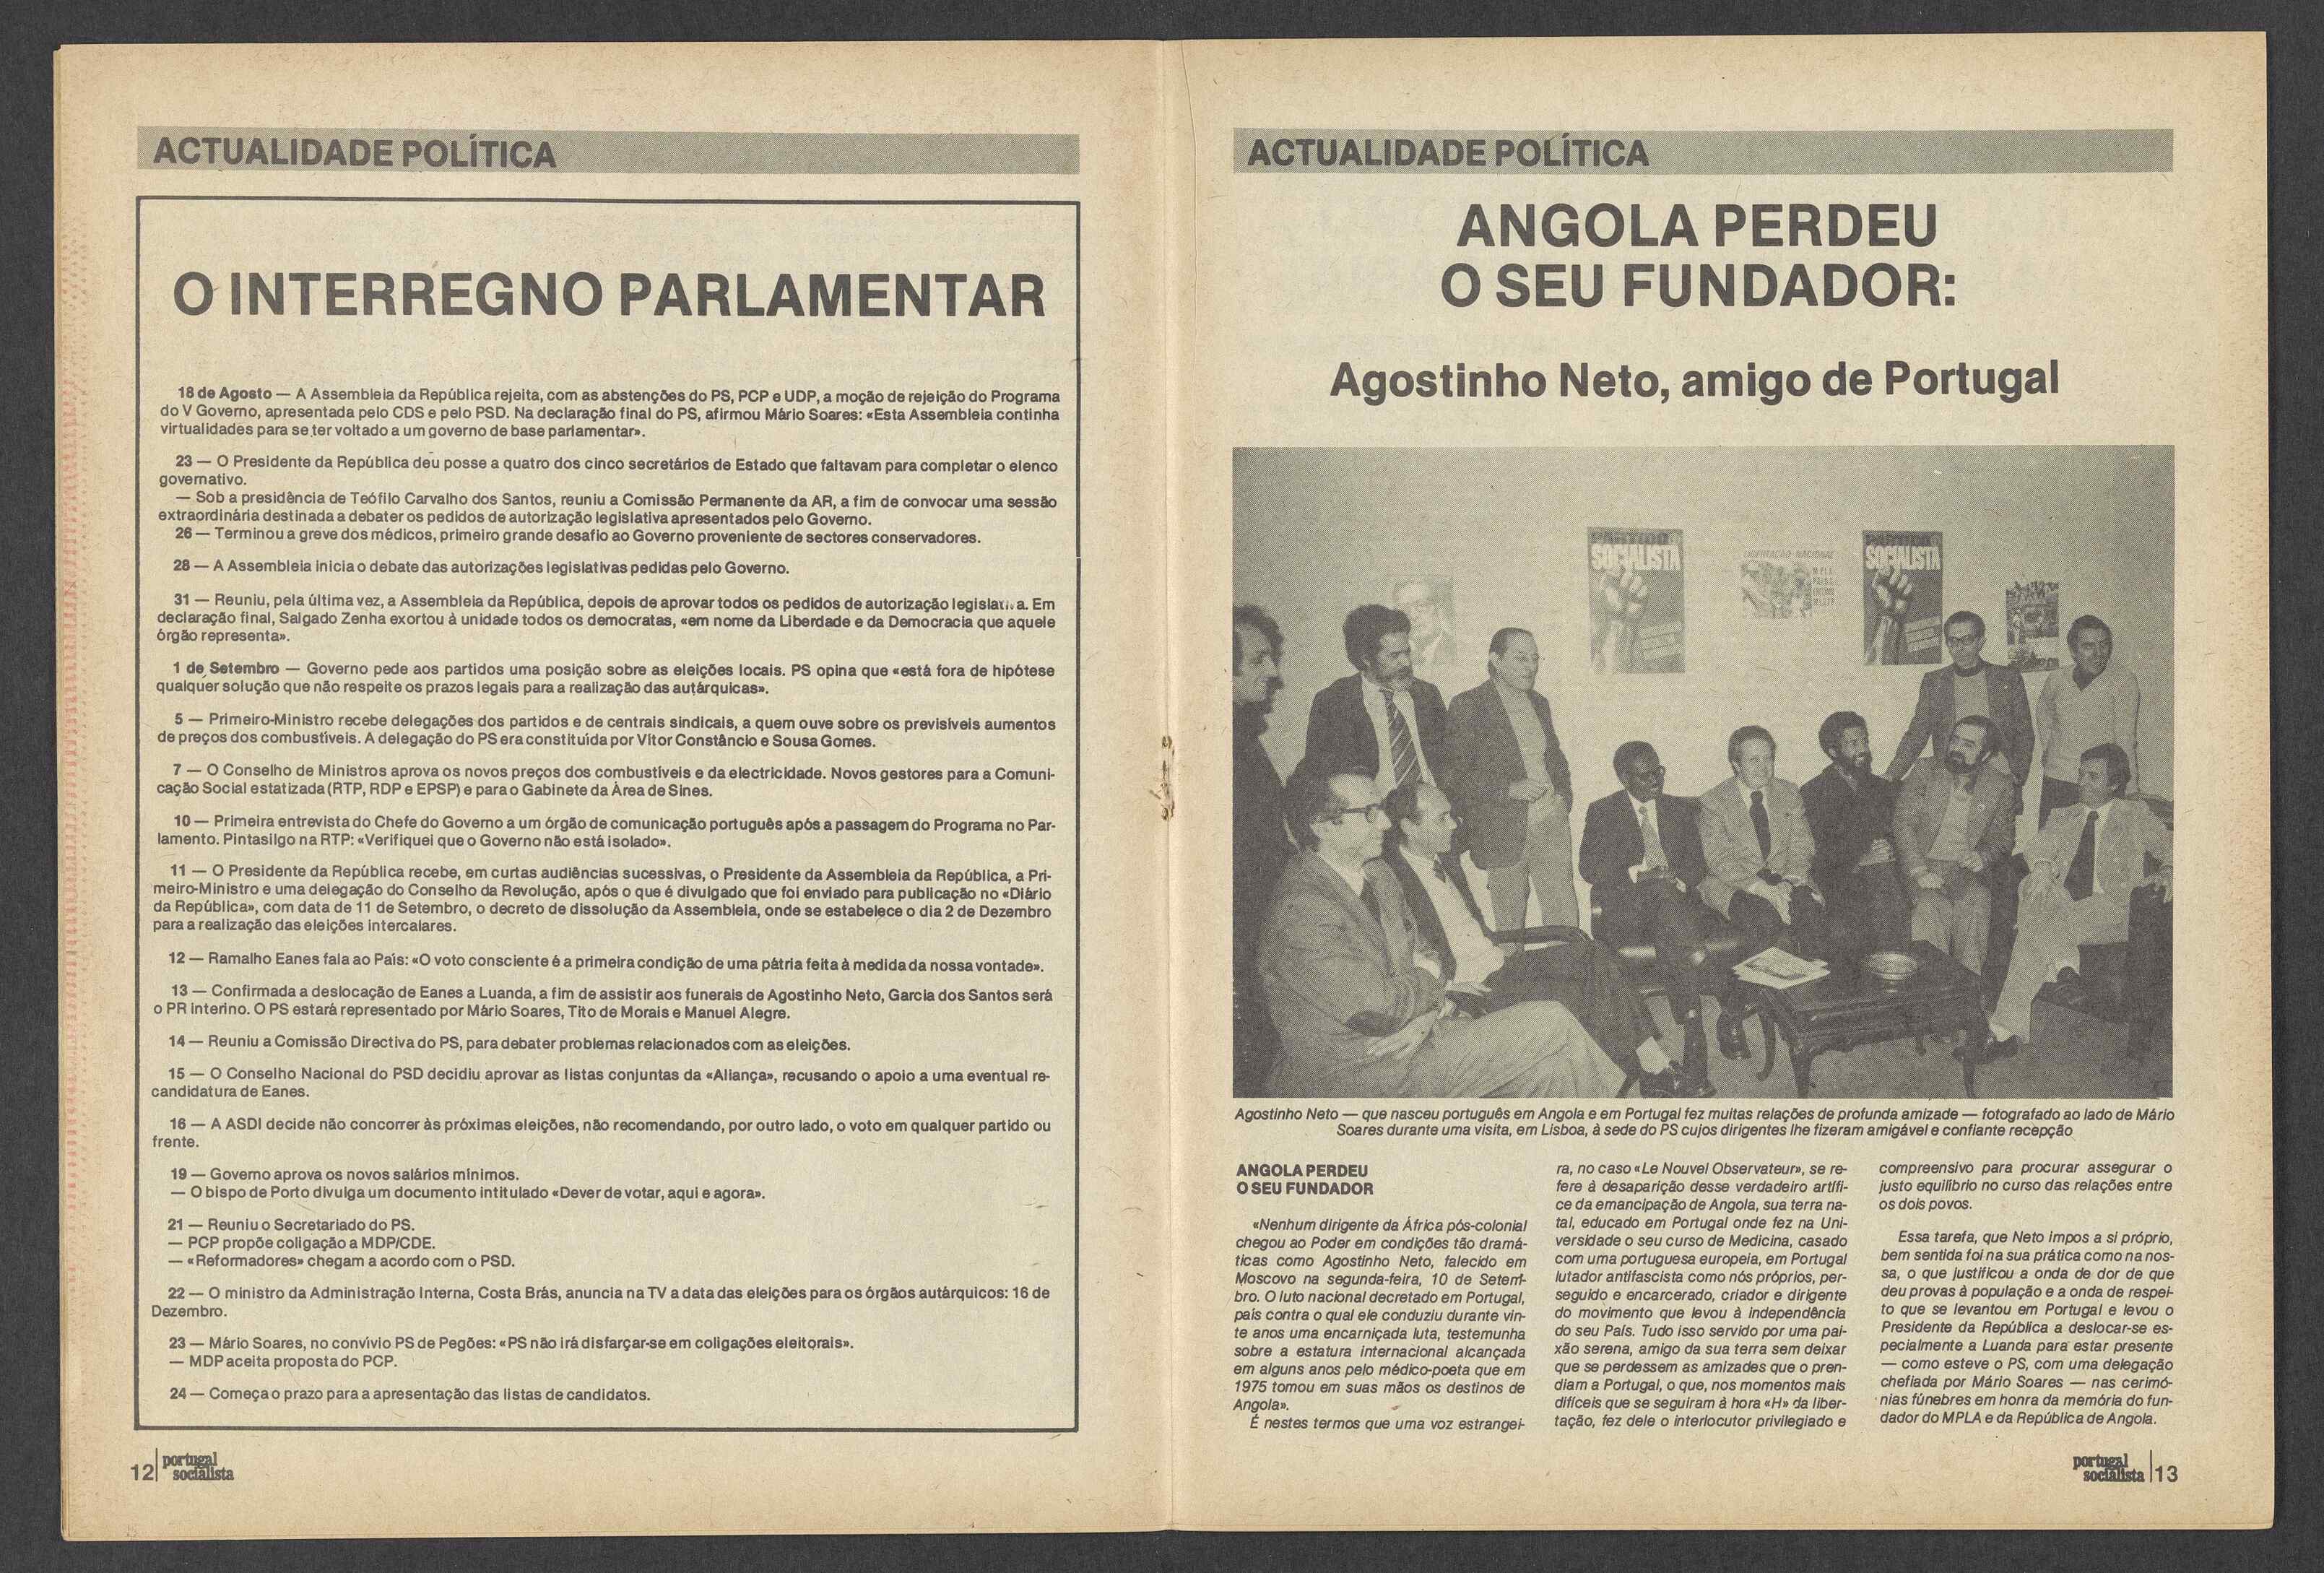 ACTUALIDADE POLÍTICA
O INTERREGNO PARLAMENTAR
18 de Agosto — A Assembleia da República rejeita, com as abstenções do PS, PCP e UDP, a moção de rejeição do Programa
do V Governo, apresentada pelo CDS e pelo PSD. Na declaração final do PS, afirmou Mário Soares: «Esta Assembleia continha
virtualidades para se ter voltado a um governo de base parlamentar».
23 — O Presidente da República deu posse a quatro dos cinco secretários de Estado que faltavam para completar o elenco
governativo.
— Sob a presidência de Teófilo Carvalho dos Santos, reuniu a Comissão Permanente da AR, a fim de convocar uma sessão
extraordinária destinada a debater os pedidos de autorização legislativa apresentados pelo Governo.
26 — Terminou a greve dos médicos, primeiro grande desafio ao Governo proveniente de sectores conservadores.
28 — A Assembleia inicia o debate das autorizações legislativas pedidas pelo Governo.
31 — Reuniu, pela última vez, a Assembleia da República, depois de aprovar todos os pedidos de autorização legislativa. Em
declaração final, Salgado Zenha exortou à unidade todos os democratas, «em nome da Liberdade e da Democracia que aquele
órgão representa».
1 de Setembro — Governo pede aos partidos uma posição sobre as eleições locais. PS opina que «está fora de hipótese
qualquer solução que não respeite os prazos legais para a realização das autárquicas».
5 — Primeiro-Ministro recebe delegações dos partidos e de centrais sindicais, a quem ouve sobre os previsíveis aumentos
de preços dos combustíveis. A delegação do PS era constituída por Vítor Constâncio e Sousa Gomes.
7 — O Conselho de Ministros aprova os novos preços dos combustíveis e da electricidade. Novos gestores para a Comuni-
cação Social estatizada (RTP, RDP e EPSP) e para o Gabinete da Área de Sines.
10 — Primeira entrevista do Chefe do Governo a um órgão de comunicação português após a passagem do Programa no Par-
lamento. Pintasilgo na RTP: «Verifiquei que o Governo não está isolado».
11 — O Presidente da República recebe, em curtas audiências sucessivas, o Presidente da Assembleia da República, a Pri-
meiro-Ministro e uma delegação do Conselho da Revolução, após o que é divulgado que foi enviado para publicação no «Diário
da República», com data de 11 de Setembro, o decreto de dissolução da Assembleia, onde se estabelece o dia 2 de Dezembro
para a realização das eleições intercalares.
12 — Ramalho Eanes fala ao País: «O voto consciente é a primeira condição de uma pátria feita à medida da nossa vontade».
13 — Confirmada a deslocação de Eanes a Luanda, a fim de assistir aos funerais de Agostinho Neto, Garcia dos Santos será
o PR interino. O PS estará representado por Mário Soares, Tito de Morais e Manuel Alegre.
14 — Reuniu a Comissão Directiva do PS, para debater problemas relacionados com as eleições.
15 — O Conselho Nacional do PSD decidiu aprovar as listas conjuntas da «Aliança», recusando o apoio a uma eventual re-
candidatura de Eanes.
16 — A ASDI decide não concorrer às próximas eleições, não recomendando, por outro lado, o voto em qualquer partido ou
frente.
19 — Governo aprova os novos salários mínimos.
— O bispo de Porto divulga um documento intitulado «Dever de votar, aqui e agora».
21 — Reuniu o Secretariado do PS.
— PCP propõe coligação a MDP/CDE.
— «Reformadores» chegam a acordo com o PSD.
22 — O ministro da Administração Interna, Costa Brás, anuncia na TV a data das eleições para os órgãos autárquicos: 16 de
Dezembro.
23 — Mário Soares, no convívio PS de Pegões: «PS não irá disfarçar-se em coligações eleitorais».
— MDP aceita proposta do PCP.
24 — Começa o prazo para a apresentação das listas de candidatos.
12 portugal
socialista
ACTUALIDADE POLÍTICA
ANGOLA PERDEU
O SEU FUNDADOR:
Agostinho Neto, amigo de Portugal
PARTIDO
SOCIALISTA
LIBERTAÇÃO NACIONAL
PARTIDO
SOCIALISTA
Agostinho Neto — que nasceu português em Angola e em Portugal fez muitas relações de profunda amizade — fotografado ao lado de Mário
Soares durante uma visita, em Lisboa, à sede do PS cujos dirigentes lhe fizeram amigável e confiante recepção
ANGOLA PERDEU
O SEU FUNDADOR
«Nenhum dirigente da África pós-colonial
chegou ao Poder em condições tão dramá-
ticas como Agostinho Neto, falecido em
Moscovo na segunda-feira, 10 de Setem-
bro. O luto nacional decretado em Portugal,
país contra o qual ele conduziu durante vin-
te anos uma encarniçada luta, testemunha
sobre a estatura internacional alcançada
em alguns anos pelo médico-poeta que em
1975 tomou em suas mãos os destinos de
Angola».
É nestes termos que uma voz estrangei-
ra, no caso «Le Nouvel Observateur», se re-
fere à desaparição desse verdadeiro artífi-
ce da emancipação de Angola, sua terra na-
tal, educado em Portugal onde fez na Uni-
versidade o seu curso de Medicina, casado
com uma portuguesa europeia, em Portugal
lutador antifascista como nós próprios, per-
seguido e encarcerado, criador e dirigente
do movimento que levou à independência
do seu País. Tudo isso servido por uma pai-
xão serena, amigo da sua terra sem deixar
que se perdessem as amizades que o pren-
diam a Portugal, o que, nos momentos mais
difíceis que se seguiram à hora «H» da liber-
tação, fez dele o interlocutor privilegiado e
compreensivo para procurar assegurar o
justo equilíbrio no curso das relações entre
os dois povos.
Essa tarefa, que Neto impos a si próprio,
bem sentida foi na sua prática como na nos-
sa, o que justificou a onda de dor de que
deu provas à população e a onda de respei-
to que se levantou em Portugal e levou o
Presidente da República a deslocar-se es-
pecialmente a Luanda para estar presente
— como esteve o PS, com uma delegação
chefiada por Mário Soares — nas cerimó-
nias fúnebres em honra da memória do fun-
dador do MPLA e da República de Angola.
portugal
socialista 13